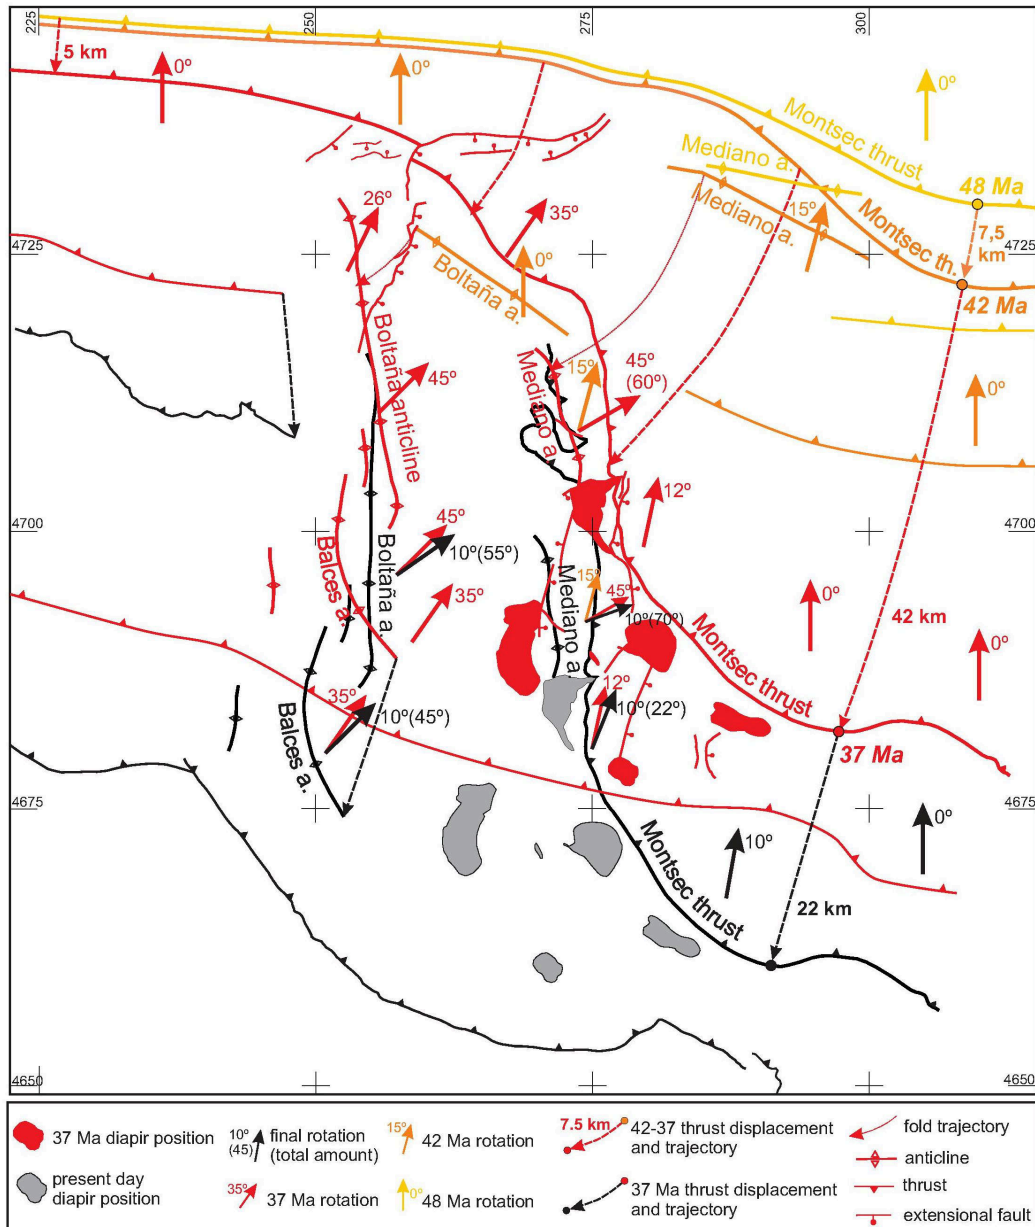 225
250
275
300
5 km
0º
0º
0º
Montsec thrust
Mediano a.
48 Ma
26º
35º
Mediano a.
15º
Montsec th.
7,5
km
4725
4725
0º
Boltaña a.
42 Ma
Boltaña anticline
45º
Mediano a.
15º
45º
(60º)
0º
12º
4700
4700
45º
10º(55º)
Balces a.
Boltaña a.
35º
Mediano a.
15º
45º
10º(70º)
0º
42 km
0º
Montsec thrust
35º
10º(45º)
Balces a.
12º
10º(22º)
37 Ma
4675
4675
10º
0º
Montsec thrust
22 km
4650
4650
37 Ma diapir position
present day
diapir position
10º
(45)
final rotation
(total amount)
35º
37 Ma rotation
15º
42 Ma rotation
0º
48 Ma rotation
7.5 km
42-37 thrust displacement
and trajectory
37 Ma thrust displacement
and trajectory
fold trajectory
anticline
thrust
extensional fault